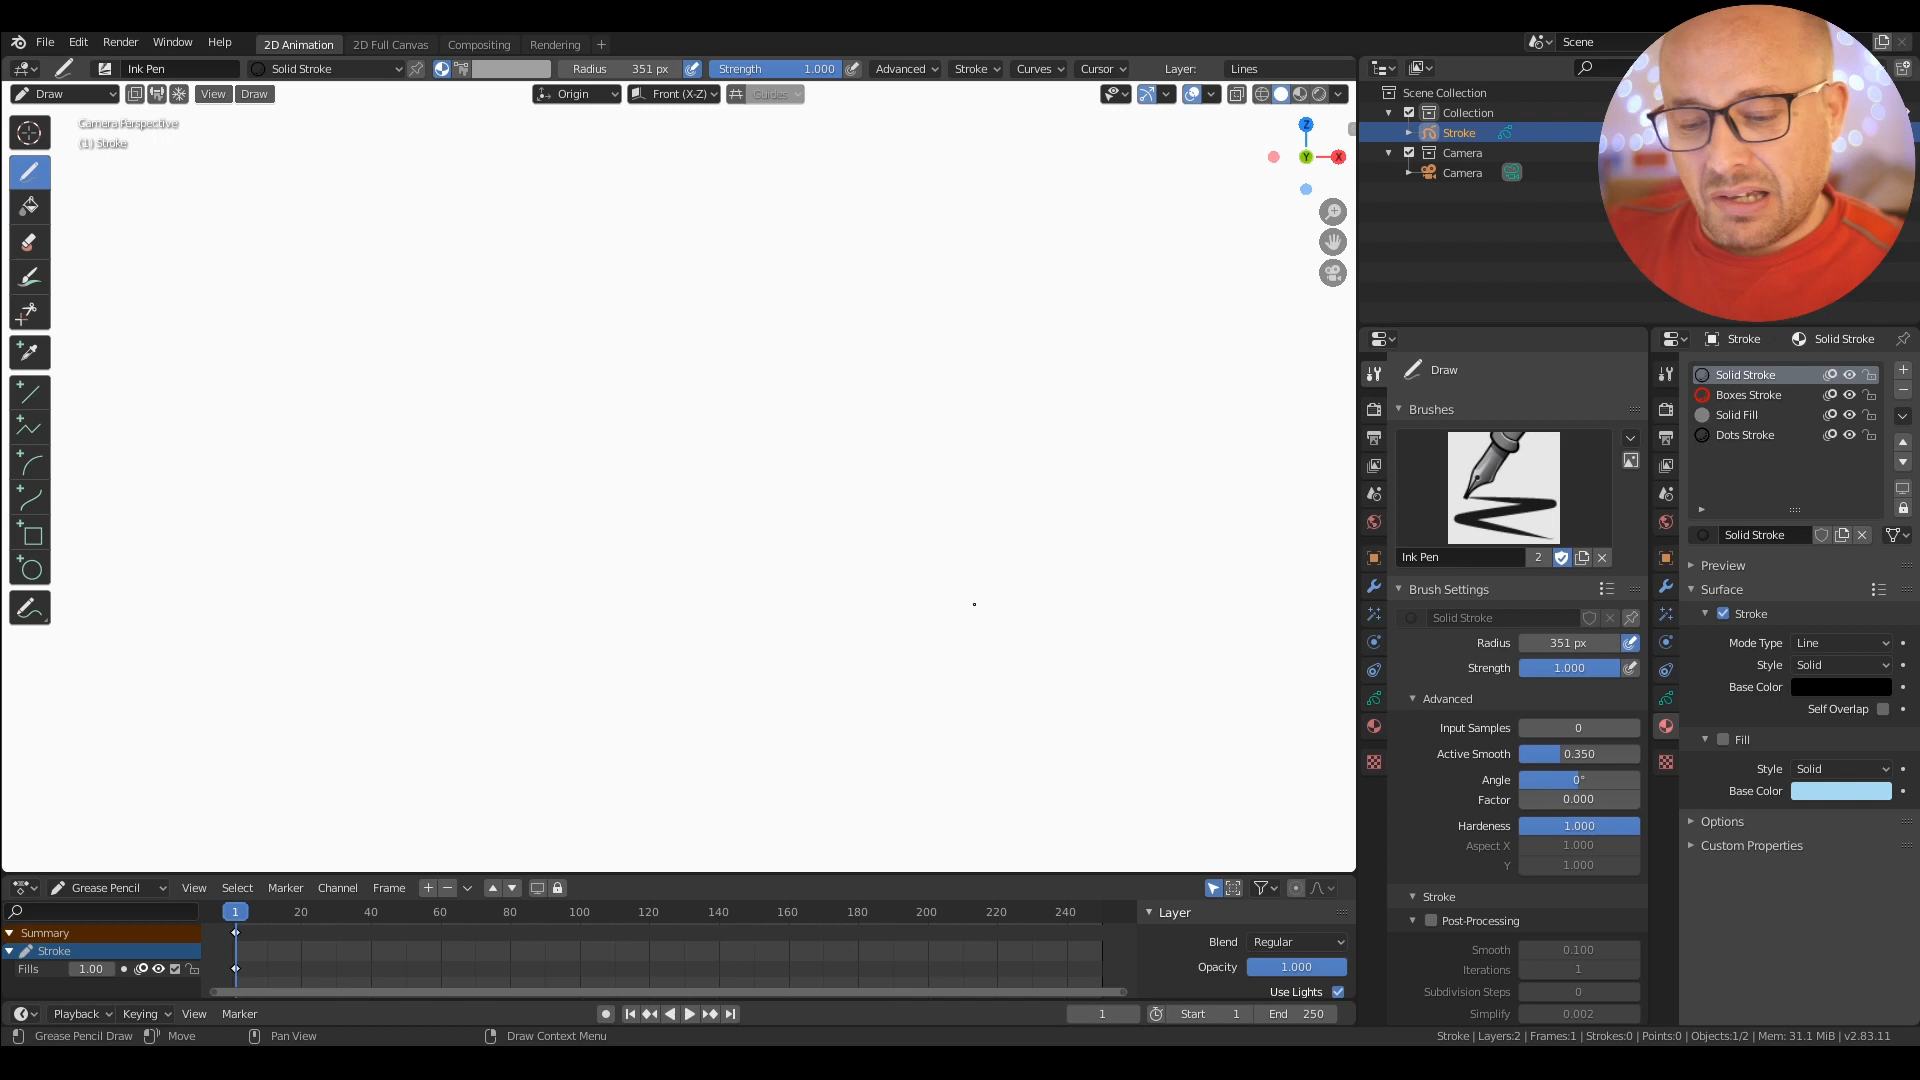 File Edit Render Window Help 2D Animation 2D Full Canvas Compositing Rendering + Scene
Ink Pen Solid Stroke Radius 351 px Strength 1.000 Advanced Stroke Curves Cursor Layer: Lines
Draw View Draw Origin Front (X-Z) Guides
Camera Perspective
(1) Stroke
Z
Y
X
Scene Collection
Collection
Stroke
Camera
Camera
Draw
Brushes
Ink Pen 2
Brush Settings
Solid Stroke
Radius 351 px
Strength 1.000
Advanced
Input Samples 0
Active Smooth 0.350
Angle 0°
Factor 0.000
Hardeness 1.000
Aspect X 1.000
Y 1.000
Stroke
Post-Processing
Smooth 0.100
Iterations 1
Subdivision Steps 0
Simplify 0.002
Stroke Solid Stroke
Solid Stroke
Boxes Stroke
Solid Fill
Dots Stroke
Solid Stroke
Preview
Surface
Stroke
Mode Type Line
Style Solid
Base Color
Self Overlap
Fill
Style Solid
Base Color
Options
Custom Properties
Grease Pencil View Select Marker Channel Frame
1 20 40 60 80 100 120 140 160 180 200 220 240
Summary
Stroke
Fills 1.00
Layer
Blend Regular
Opacity 1.000
Use Lights
Playback Keying View Marker 1 Start 1 End 250
Grease Pencil Draw Move Pan View Draw Context Menu Stroke | Layers:2 | Frames:1 | Strokes:0 | Points:0 | Objects:1/2 | Mem: 31.1 MiB | v2.83.11